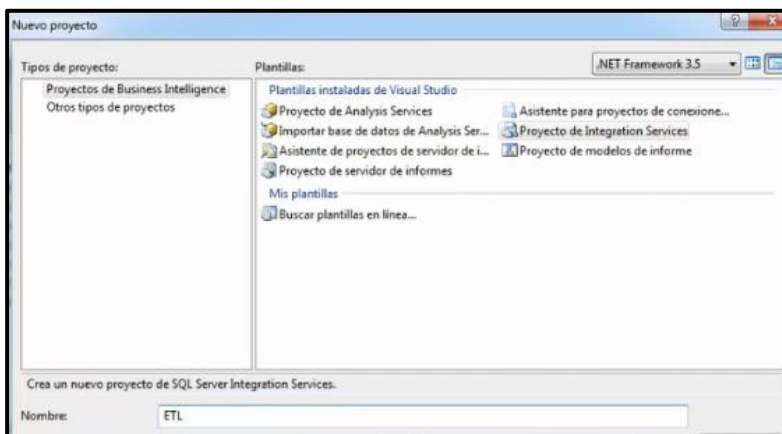 Nuevo proyecto
Tipos de proyecto:
Proyectos de Business Intelligence
Otros tipos de proyectos
Plantillas:
.NET Framework 3.5
Plantillas instaladas de Visual Studio
Proyecto de Analysis Services
Asistente para proyectos de conexione...
Importar base de datos de Analysis Ser...
Proyecto de Integration Services
Asistente de proyectos de servidor de i...
Proyecto de modelos de informe
Proyecto de servidor de informes
Mis plantillas
Buscar plantillas en línea...
Crea un nuevo proyecto de SQL Server Integration Services.
Nombre:
ETL